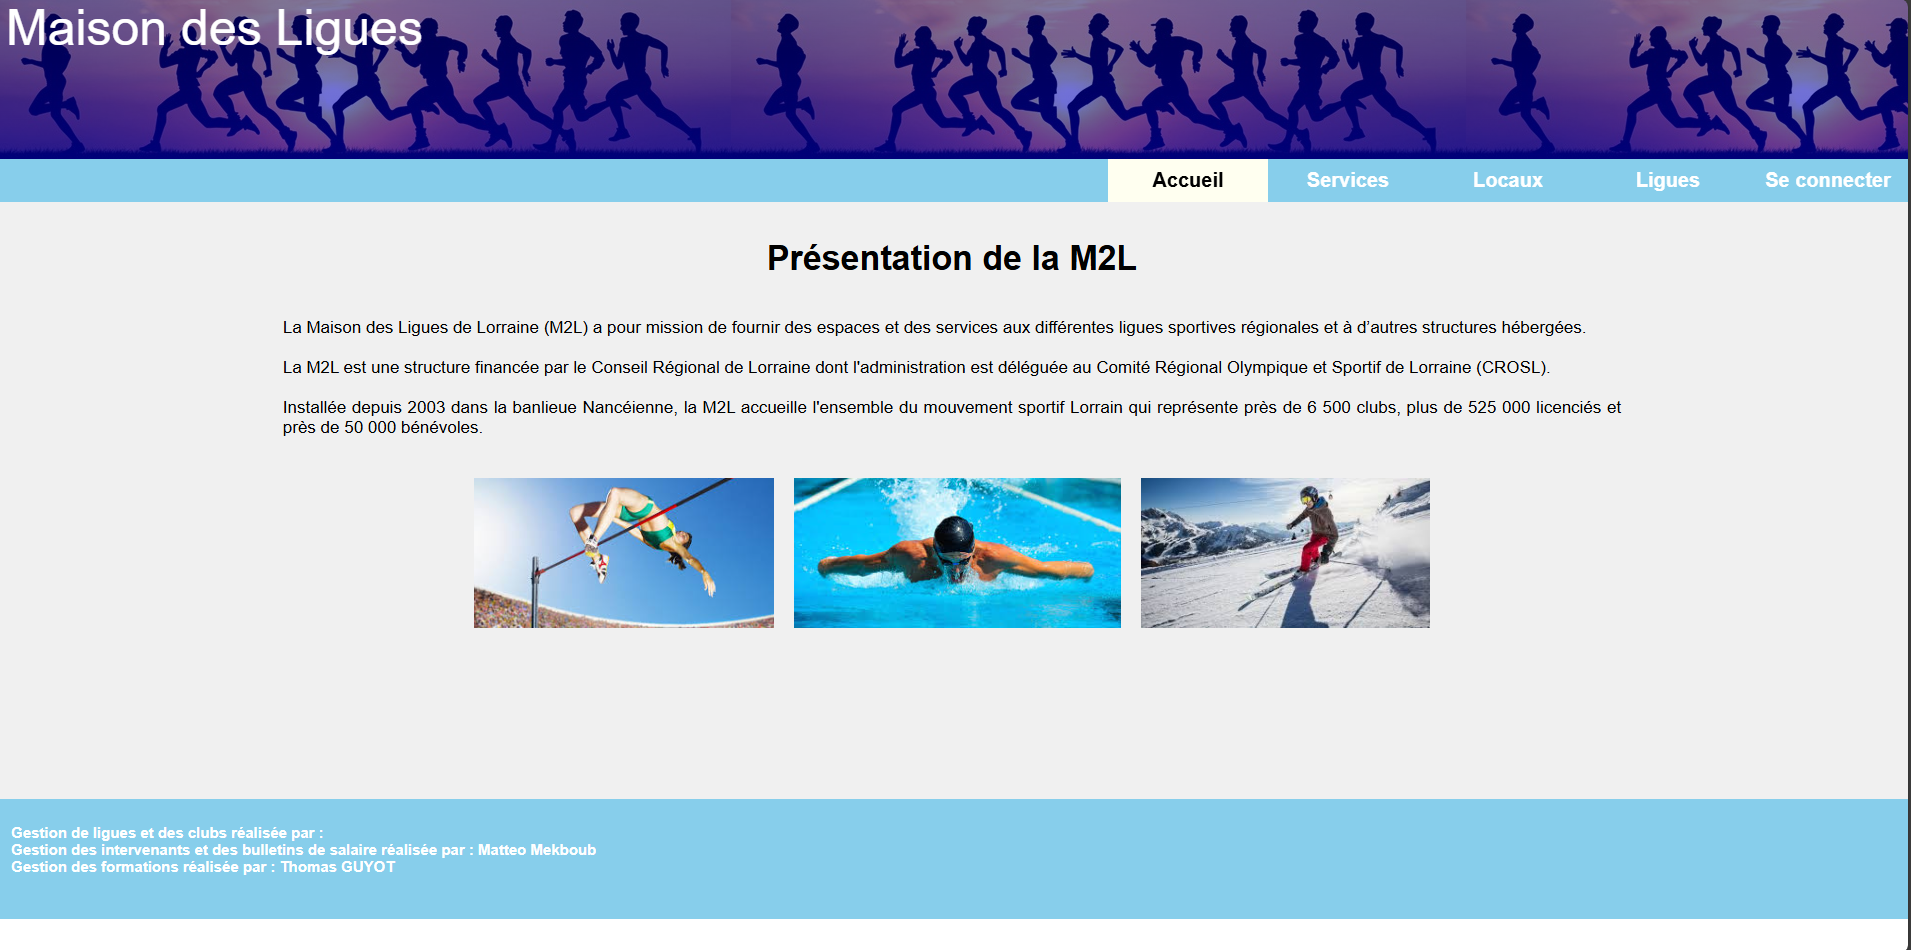 Maison des Ligues
Accueil Services Locaux Ligues Se connecter
Présentation de la M2L
La Maison des Ligues de Lorraine (M2L) a pour mission de fournir des espaces et des services aux différentes ligues sportives régionales et à d’autres structures hébergées.
La M2L est une structure financée par le Conseil Régional de Lorraine dont l'administration est déléguée au Comité Régional Olympique et Sportif de Lorraine (CROSL).
Installée depuis 2003 dans la banlieue Nancéienne, la M2L accueille l'ensemble du mouvement sportif Lorrain qui représente près de 6 500 clubs, plus de 525 000 licenciés et
près de 50 000 bénévoles.
Gestion de ligues et des clubs réalisée par :
Gestion des intervenants et des bulletins de salaire réalisée par : Matteo Mekboub
Gestion des formations réalisée par : Thomas GUYOT